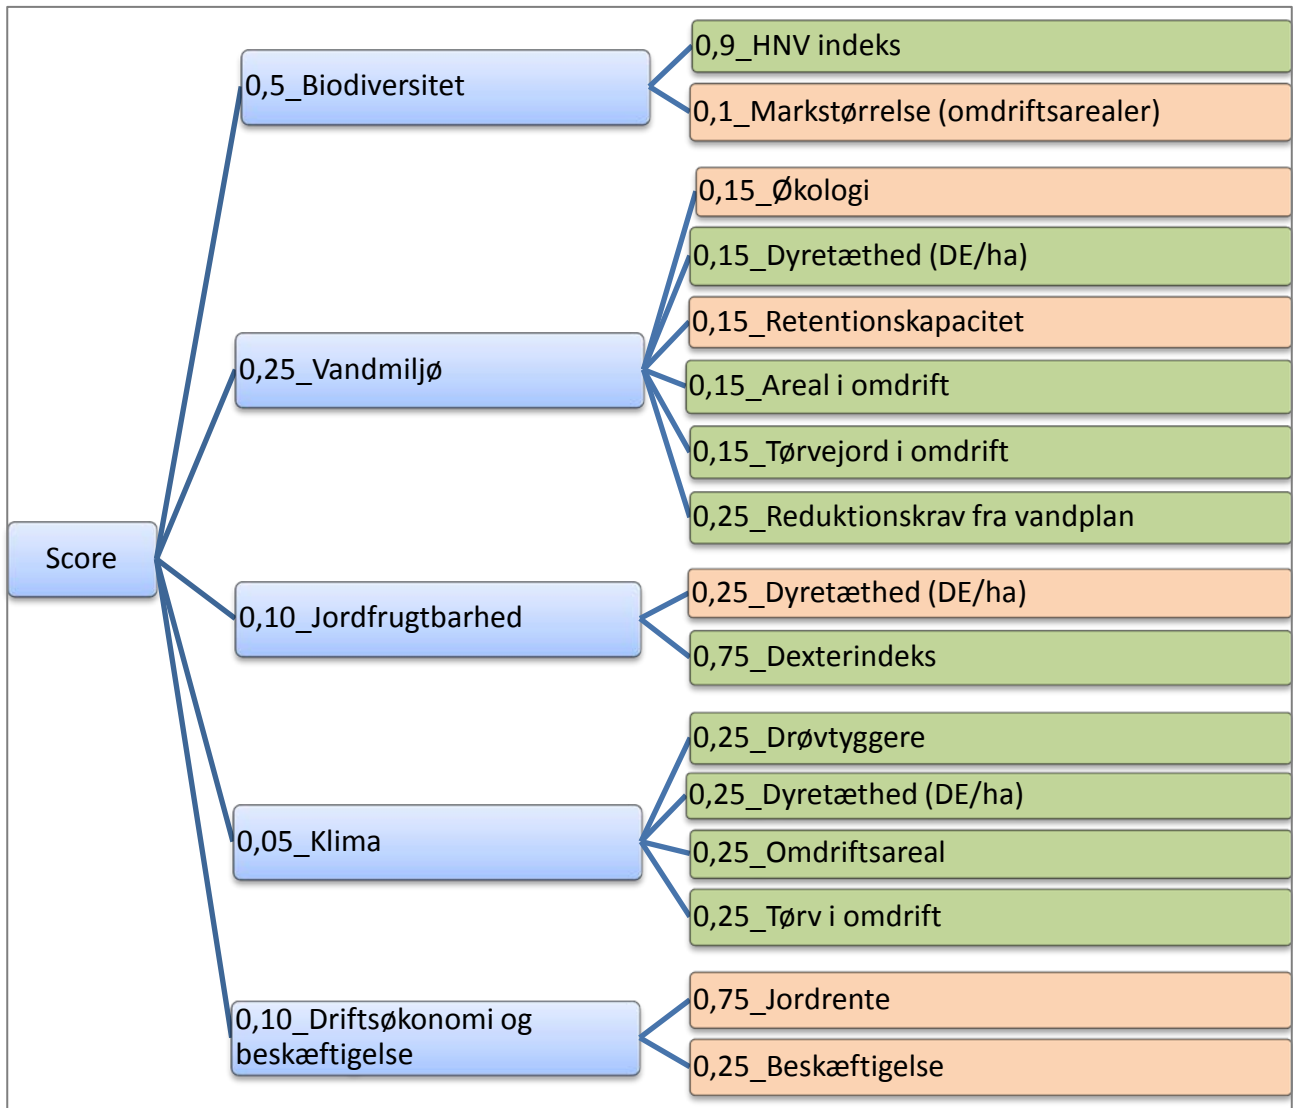 Score
0,5_Biodiversitet
0,9_HNV indeks
0,1_Markstørrelse (omdriftsarealer)
0,25_Vandmiljø
0,15_Økologi
0,15_Dyretæthed (DE/ha)
0,15_Retentionskapacitet
0,15_Areal i omdrift
0,15_Tørvejord i omdrift
0,25_Reduktionskrav fra vandplan
0,10_Jordfrugtbarhed
0,25_Dyretæthed (DE/ha)
0,75_Dexterindeks
0,05_Klima
0,25_Drøvtyggere
0,25_Dyretæthed (DE/ha)
0,25_Omdriftsareal
0,25_Tørv i omdrift
0,10_Driftsøkonomi og
beskæftigelse
0,75_Jordrente
0,25_Beskæftigelse